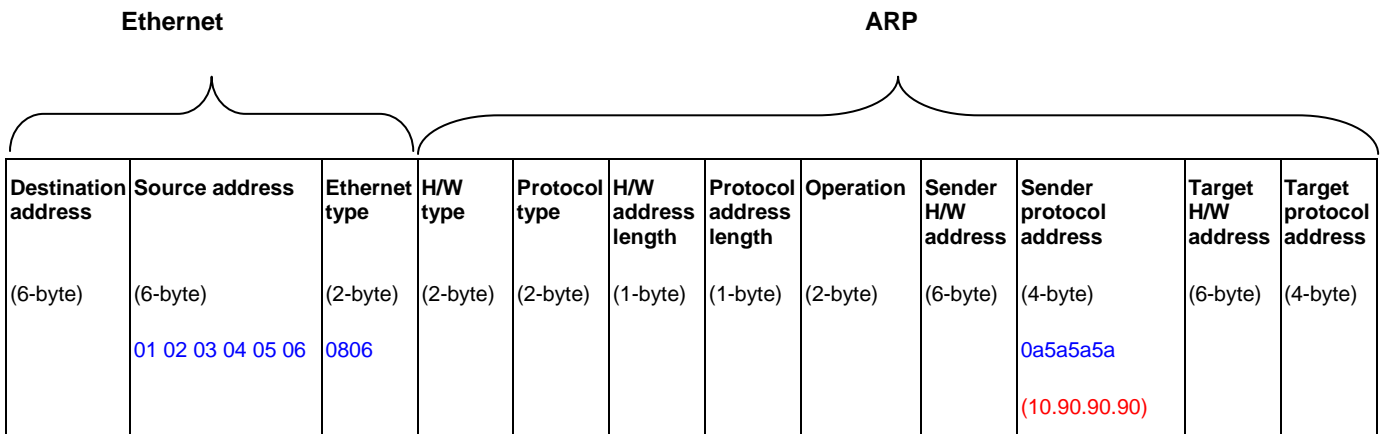 Ethernet ARP
Destination address Source address Ethernet type H/W type Protocol type H/W address length Protocol address length Operation Sender H/W address Sender protocol address Target H/W address Target protocol address
(6-byte) (6-byte) (2-byte) (2-byte) (2-byte) (1-byte) (1-byte) (2-byte) (6-byte) (4-byte) (6-byte) (4-byte)
01 02 03 04 05 06 0806 0a5a5a5a
(10.90.90.90)